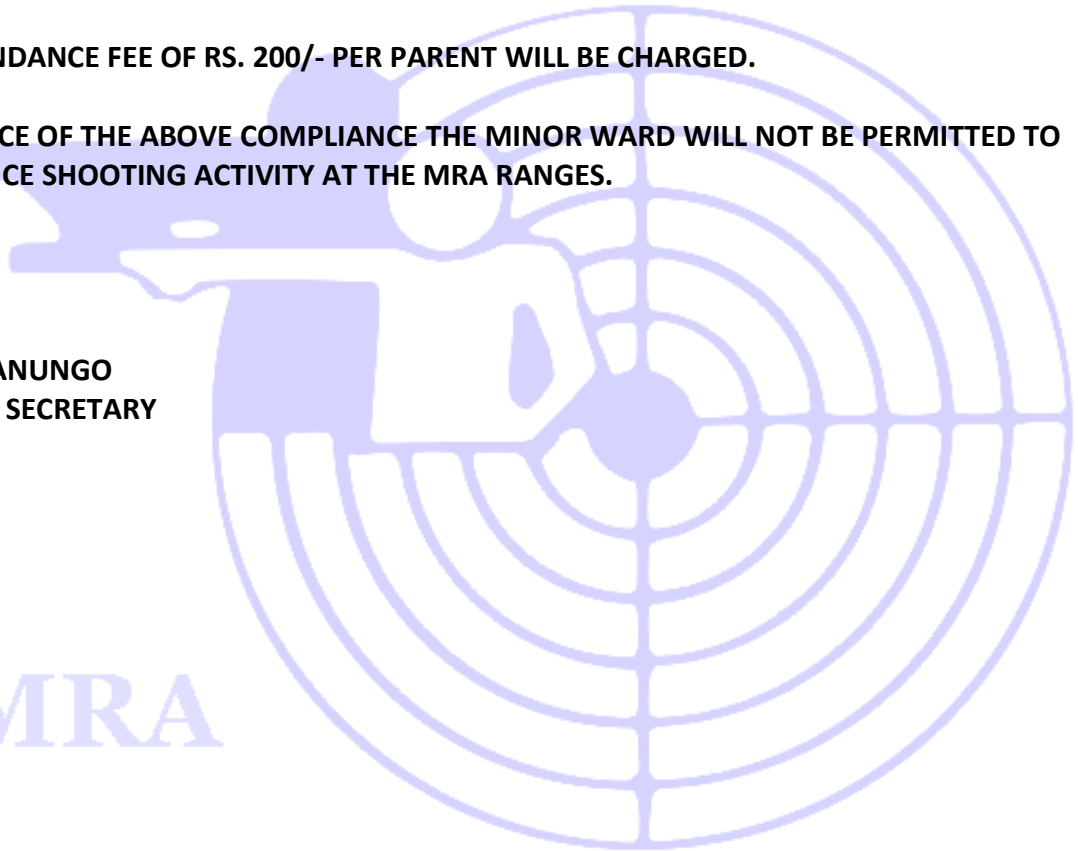 NDANCE FEE OF RS. 200/- PER PARENT WILL BE CHARGED.
CE OF THE ABOVE COMPLIANCE THE MINOR WARD WILL NOT BE PERMITTED TO
CE SHOOTING ACTIVITY AT THE MRA RANGES.
ANUNGO
SECRETARY
MRA